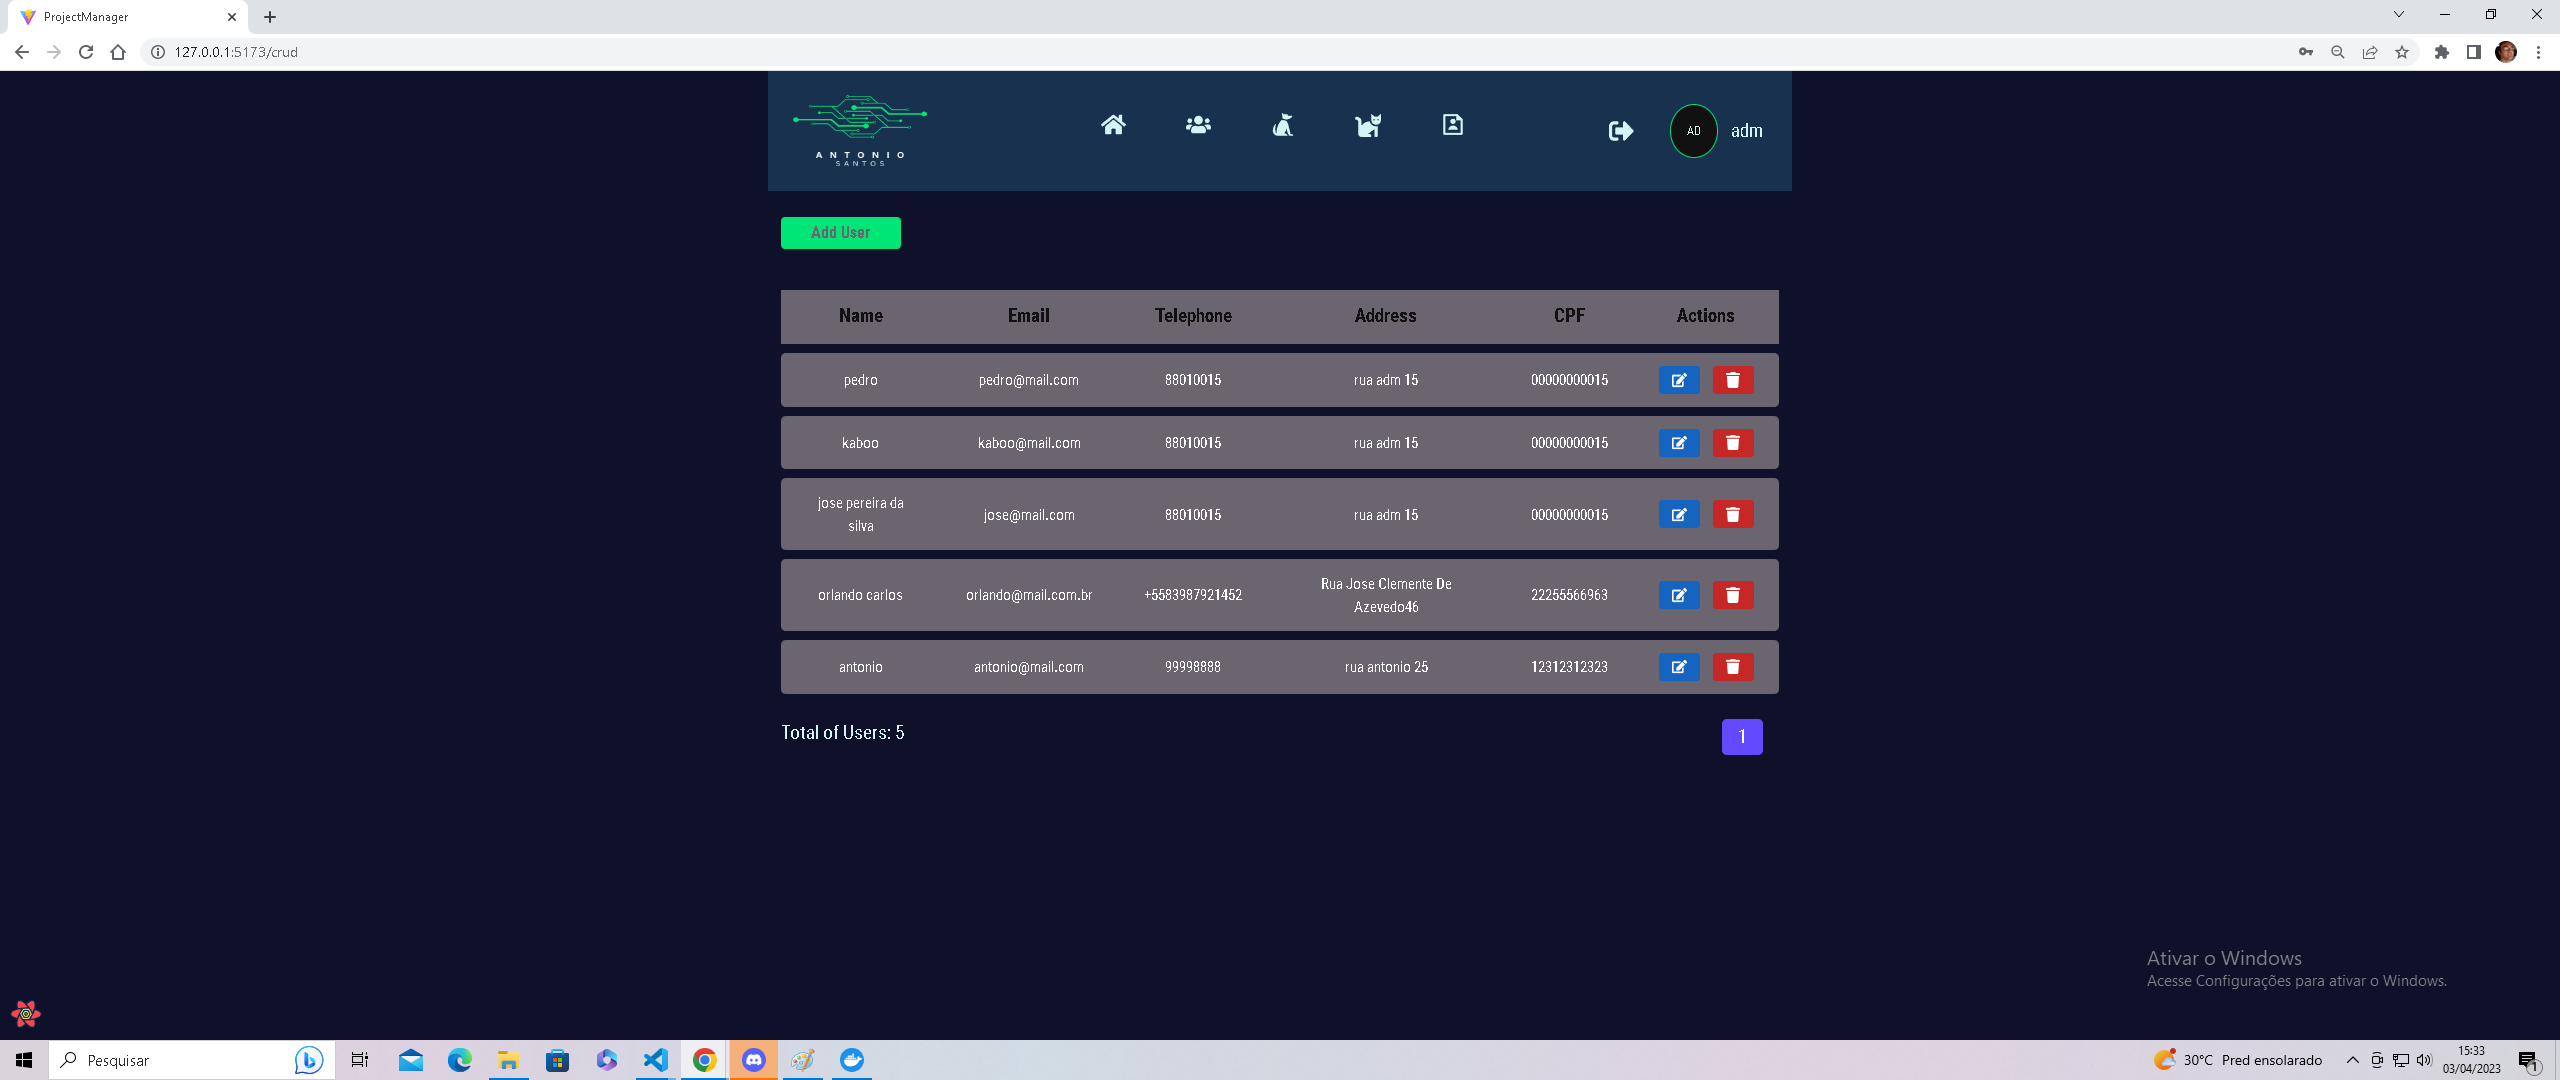 ProjectManager
127.0.0.1:5173/crud
ANTONIO
SANTOS
AD
adm
Add User
Name Email Telephone Address CPF Actions
pedro pedro@mail.com 88010015 rua adm 15 00000000015
kaboo kaboo@mail.com 88010015 rua adm 15 00000000015
jose pereira da
silva
jose@mail.com 88010015 rua adm 15 00000000015
orlando carlos orlando@mail.com.br +5583987921452
Rua Jose Clemente De
Azevedo46
22255566963
antonio antonio@mail.com 99998888 rua antonio 25 12312312323
Total of Users: 5
1
Ativar o Windows
Acesse Configurações para ativar o Windows.
Pesquisar
30°C Pred ensolarado
15:33
03/04/2023
1